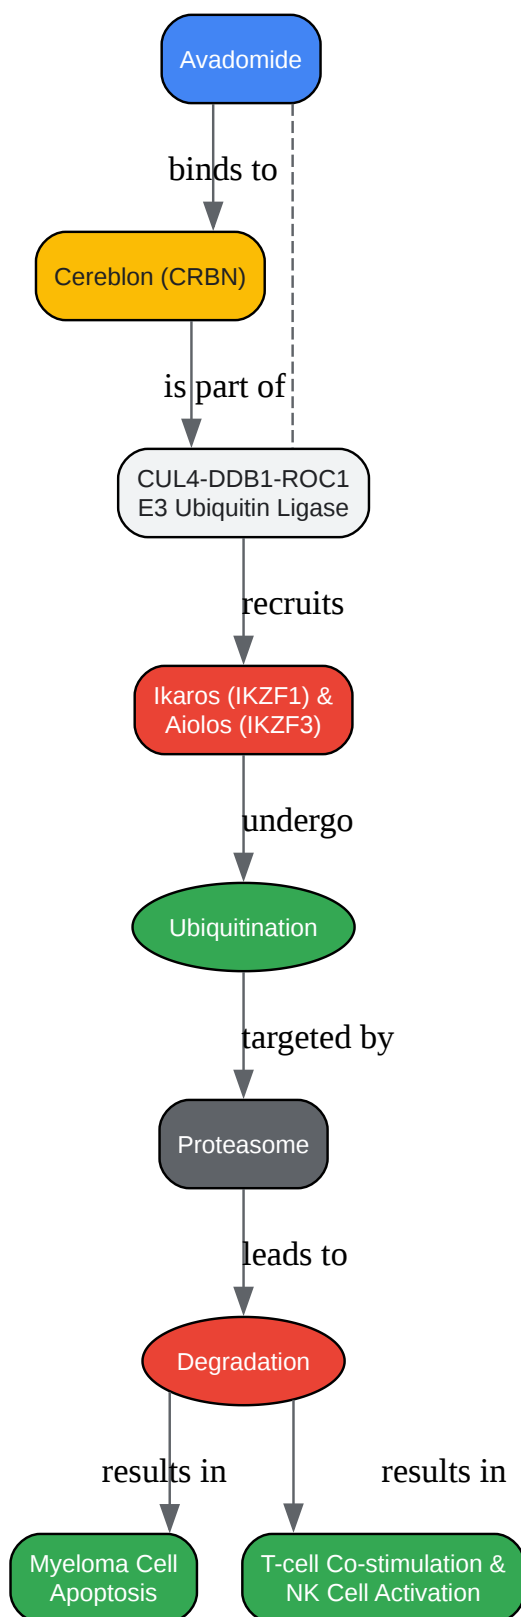 Avadomide
binds to
Cereblon (CRBN)
is part of
CUL4-DDB1-ROC1
E3 Ubiquitin Ligase
recruits
Ikaros (IKZF1) &
Aiolos (IKZF3)
undergo
Ubiquitination
targeted by
Proteasome
leads to
Degradation
results in
results in
Myeloma Cell
Apoptosis
T-cell Co-stimulation &
NK Cell Activation